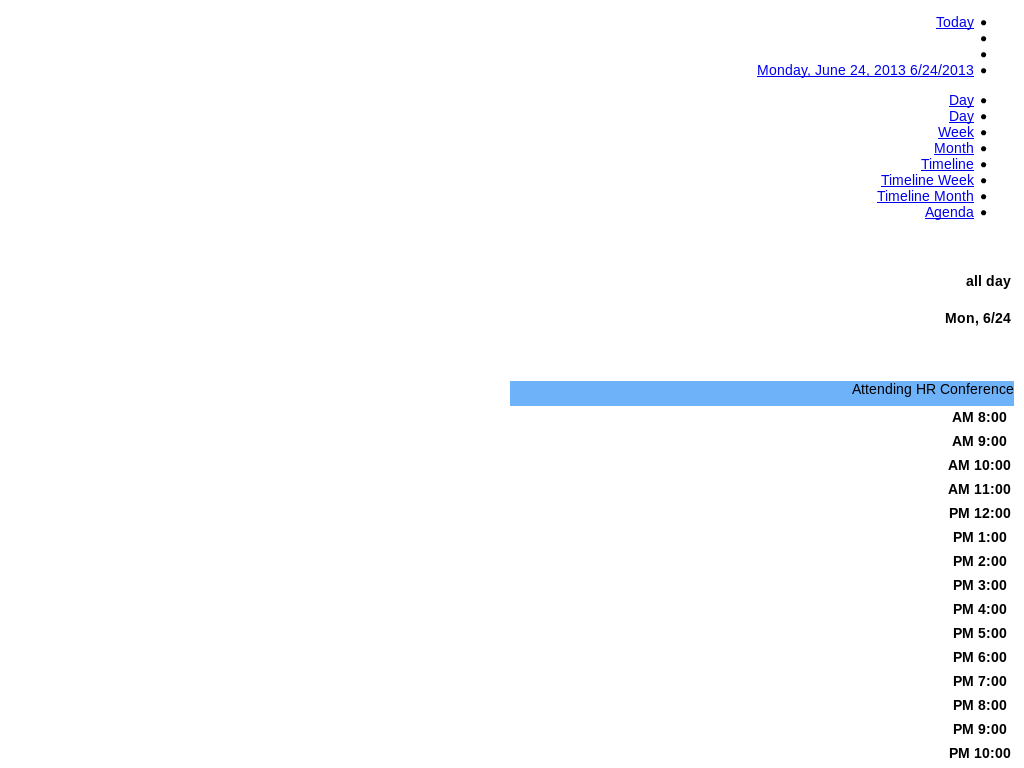 Today
Monday, June 24, 2013 6/24/2013
Day
Day
Week
Month
Timeline
Timeline Week
Timeline Month
Agenda
all day
Mon, 6/24
Attending HR Conference
AM 8:00
AM 9:00
AM 10:00
AM 11:00
PM 12:00
PM 1:00
PM 2:00
PM 3:00
PM 4:00
PM 5:00
PM 6:00
PM 7:00
PM 8:00
PM 9:00
PM 10:00